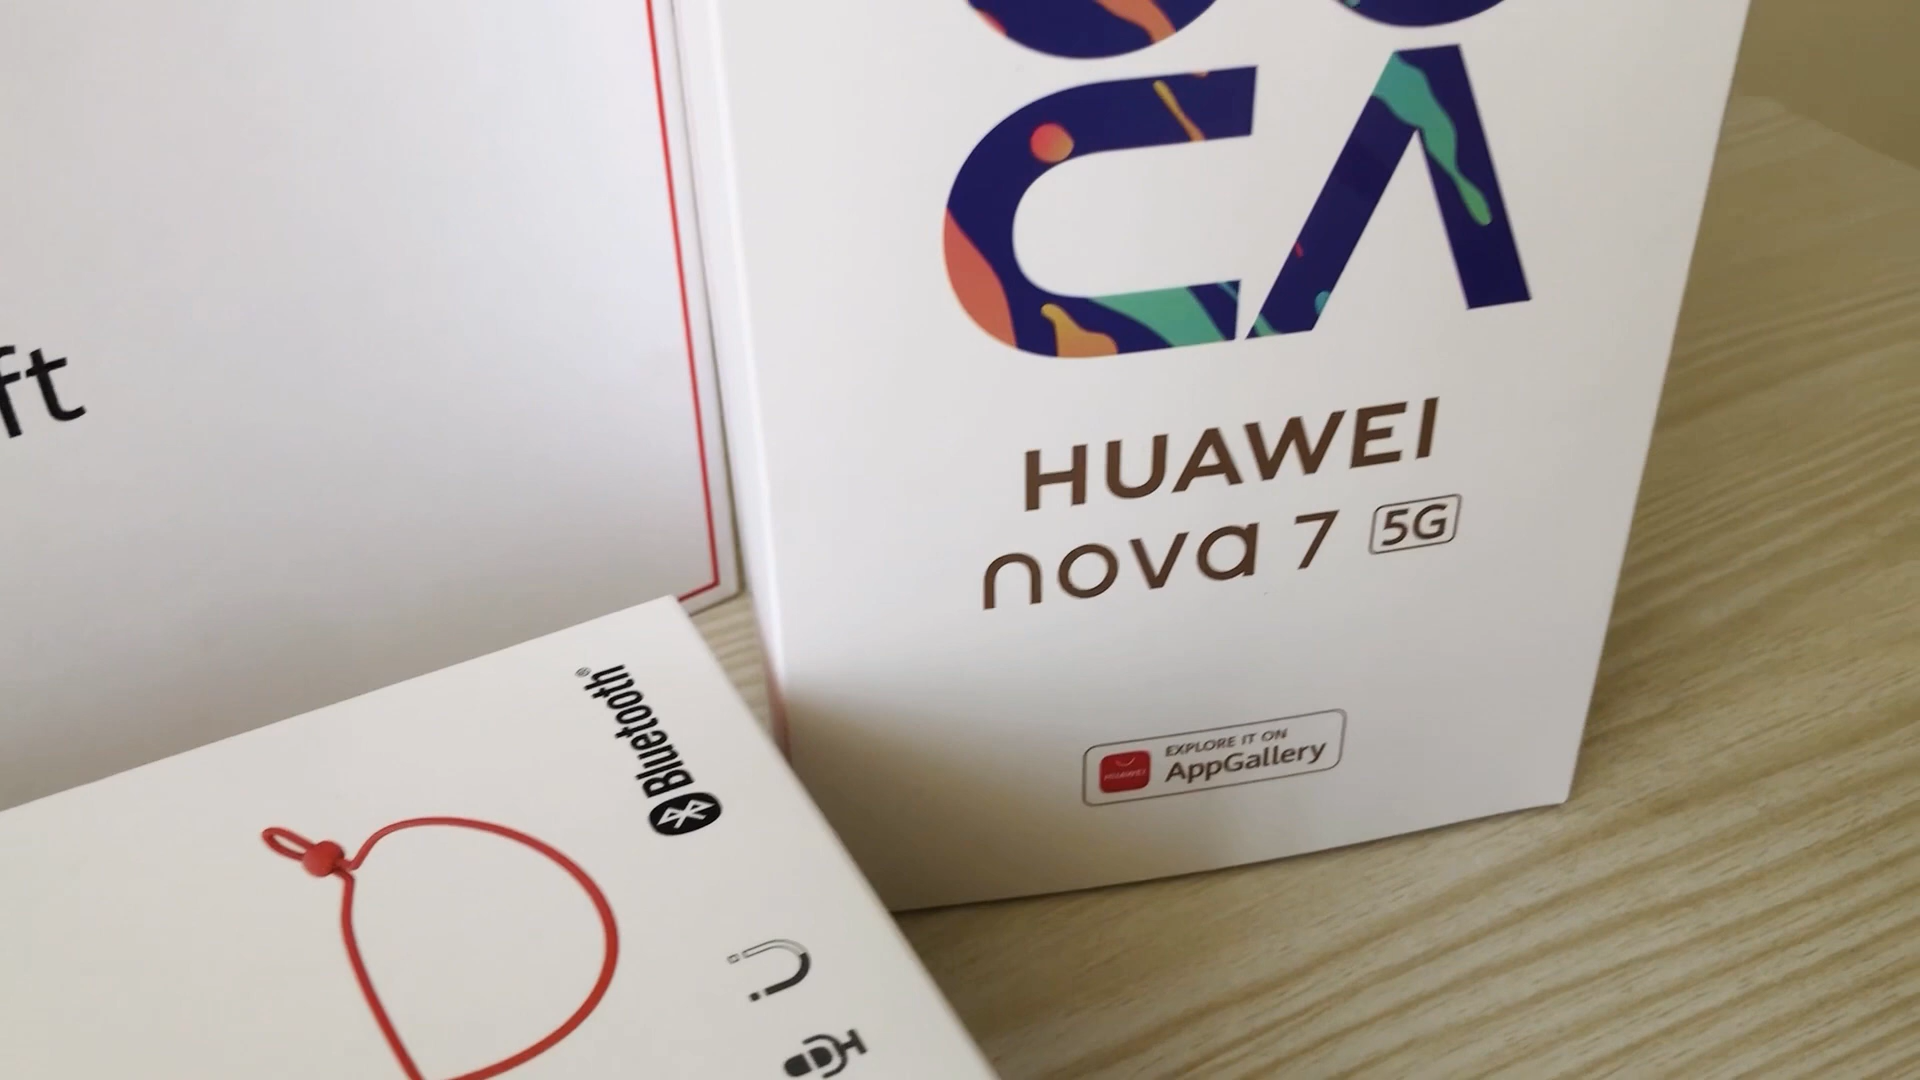 ft
HUAWEI
nova 7 5G
EXPLORE IT ON
HUAWEI AppGallery
Bluetooth®